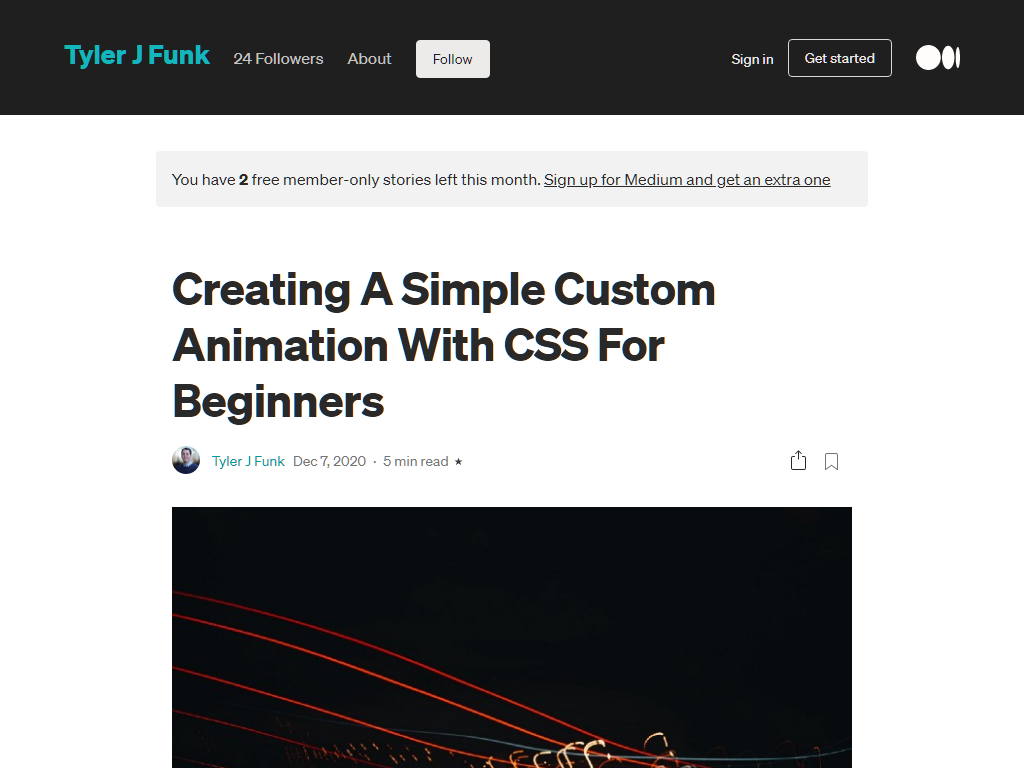 Tyler J Funk 24 Followers About Follow Sign in Get started
You have 2 free member-only stories left this month. Sign up for Medium and get an extra one
Creating A Simple Custom
Animation With CSS For
Beginners
Tyler J Funk Dec 7, 2020 · 5 min read ★